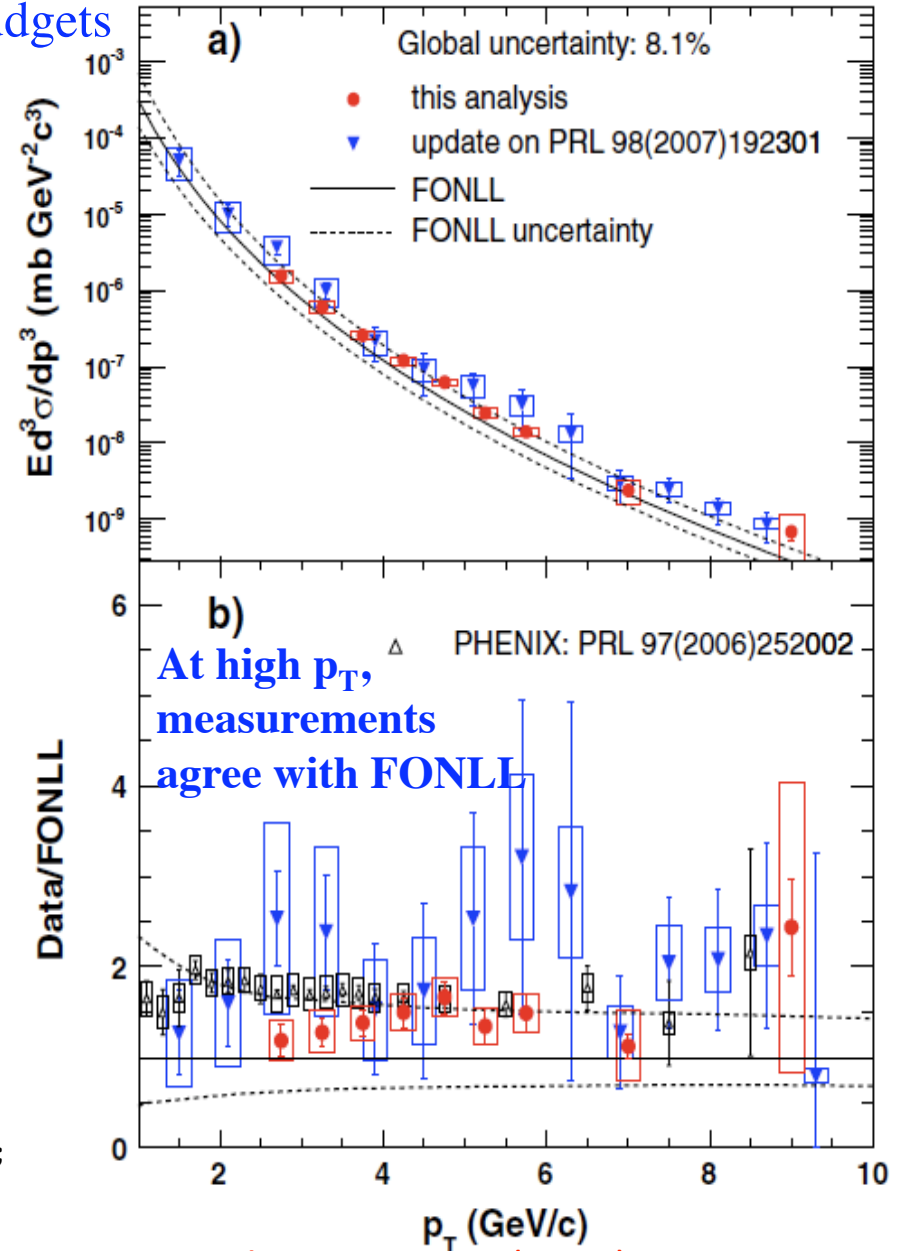 dgets
a)
Global uncertainty: 8.1%
this analysis
update on PRL 98(2007)192301
FONLL
FONLL uncertainty
Ed³σ/dp³ (mb GeV⁻²c³)
10⁻³
10⁻⁴
10⁻⁵
10⁻⁶
10⁻⁷
10⁻⁸
10⁻⁹
b)
PHENIX: PRL 97(2006)252002
At high pT,
measurements
agree with FONLL
Data/FONLL
6
4
2
0
2 4 6 8 10
pT (GeV/c)